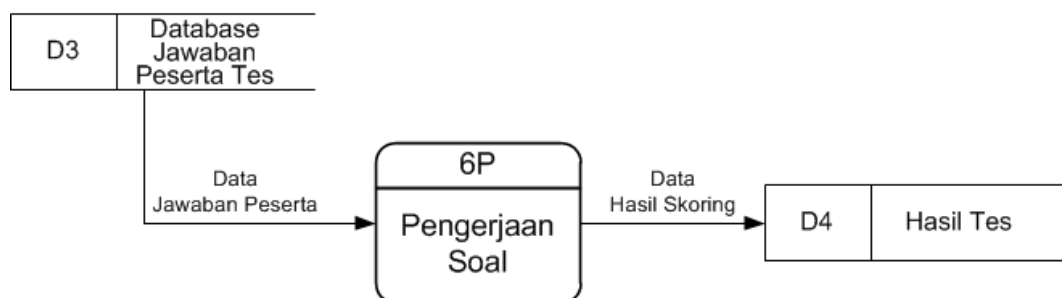 D3
Database
Jawaban
Peserta Tes
Data
Jawaban Peserta
6P
Pengerjaan
Soal
Data
Hasil Skoring
D4
Hasil Tes